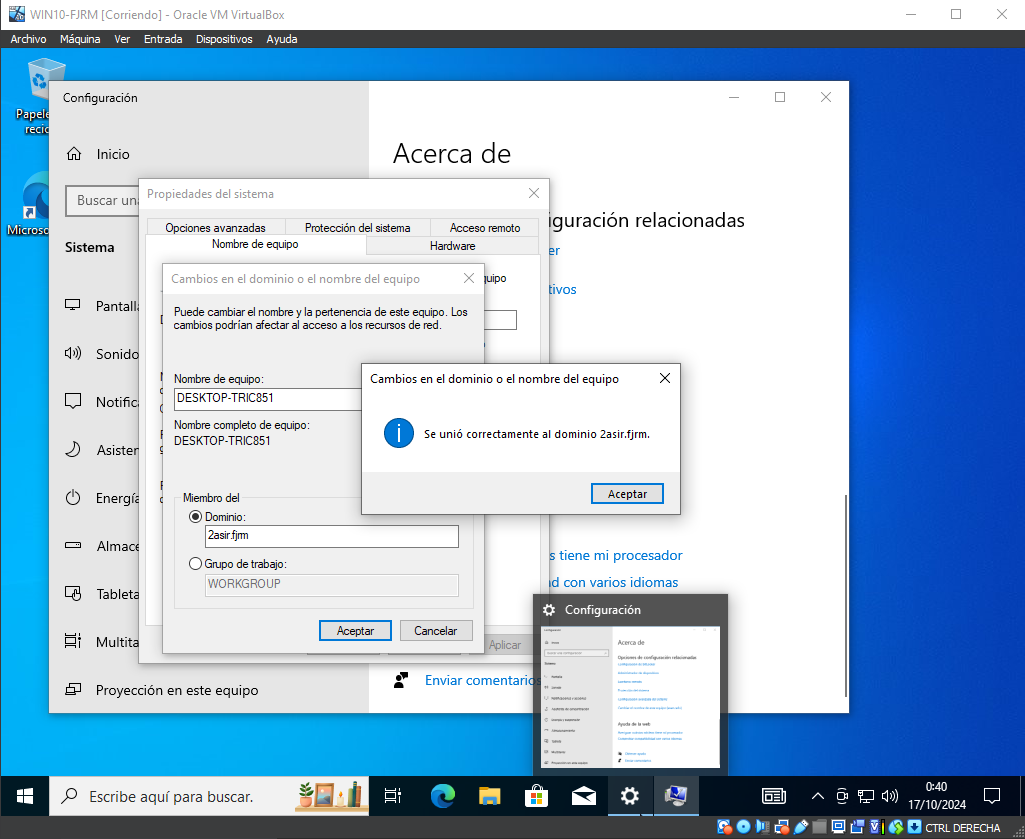 WIN10-FJRM [Corriendo] - Oracle VM VirtualBox
Archivo Máquina Ver Entrada Dispositivos Ayuda
Configuración
Inicio
Buscar una
Sistema
Pantalla
Sonido
Asisten
Energía
Almace
Tableta
Multita
Proyección en este equipo
Acerca de
iguración relacionadas
er
tivos
s tiene mi procesador
ad con varios idiomas
Enviar comentarios
Propiedades del sistema
Opciones avanzadas Protección del sistema Acceso remoto
Nombre de equipo Hardware
quipo
Aplicar
Cambios en el dominio o el nombre del equipo
Puede cambiar el nombre y la pertenencia de este equipo. Los
cambios podrían afectar al acceso a los recursos de red.
Nombre de equipo:
DESKTOP-TRIC851
Nombre completo de equipo:
DESKTOP-TRIC851
Miembro del
Dominio:
2asir.fjrm
Grupo de trabajo:
WORKGROUP
Aceptar Cancelar
Cambios en el dominio o el nombre del equipo
Se unió correctamente al dominio 2asir.fjrm.
Aceptar
Configuración
Acerca de
Escribe aquí para buscar.
0:40
17/10/2024
CTRL DERECHA